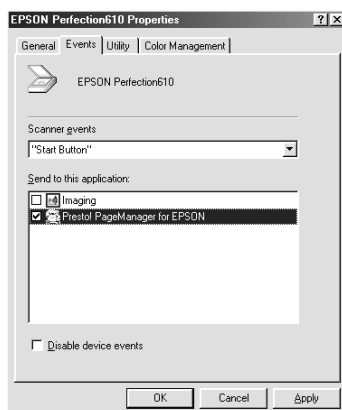 EPSON Perfection610 Properties
General Events Utility Color Management
EPSON Perfection610
Scanner events
"Start Button"
Send to this application:
Imaging
Presto! PageManager for EPSON
Disable device events
OK Cancel Apply